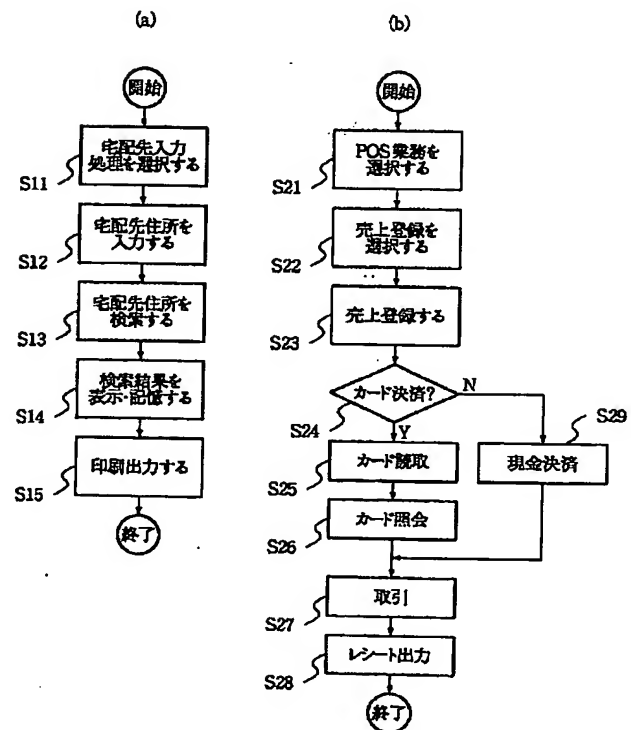 (a)
開始
宅配先入力
処理を選択する
S11
宅配先住所を
入力する
S12
宅配先住所を
検索する
S13
検索結果を
表示・記憶する
S14
印刷出力する
S15
終了
(b)
開始
POS業務を
選択する
S21
売上登録を
選択する
S22
売上登録する
S23
カード決済?
N
S24
Y
S29
カード読取
現金決済
S25
カード照会
S26
取引
S27
レシート出力
S28
終了